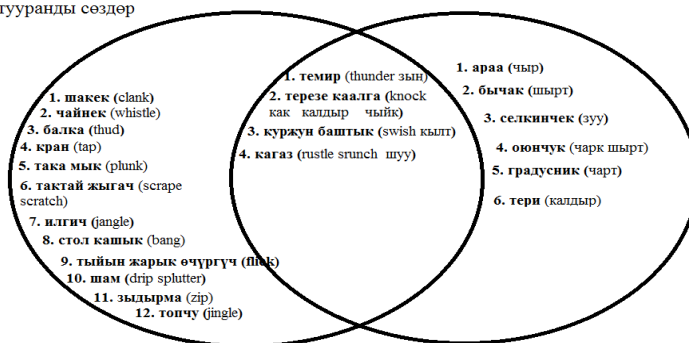 тууранды сөздөр
1. шакек (clank)
2. чайнек (whistle)
3. балка (thud)
4. кран (tap)
5. така мык (plunk)
6. тактай жыгач (scrape
scratch)
7. илгич (jangle)
8. стол кашык (bang)
9. тыйын жарык өчүргүч (flick)
10. шам (drip splutter)
11. зыдырма (zip)
12. топчу (jingle)
1. темир (thunder зың)
2. терезе каалга (knock
как калдыр чыйк)
3. куржун баштык (swish кылт)
4. кагаз (rustle srunch шуу)
1. араа (чыр)
2. бычак (шырт)
3. селкинчек (зуу)
4. оюнчук (чарк шырт)
5. градусник (чарт)
6. тери (калдыр)